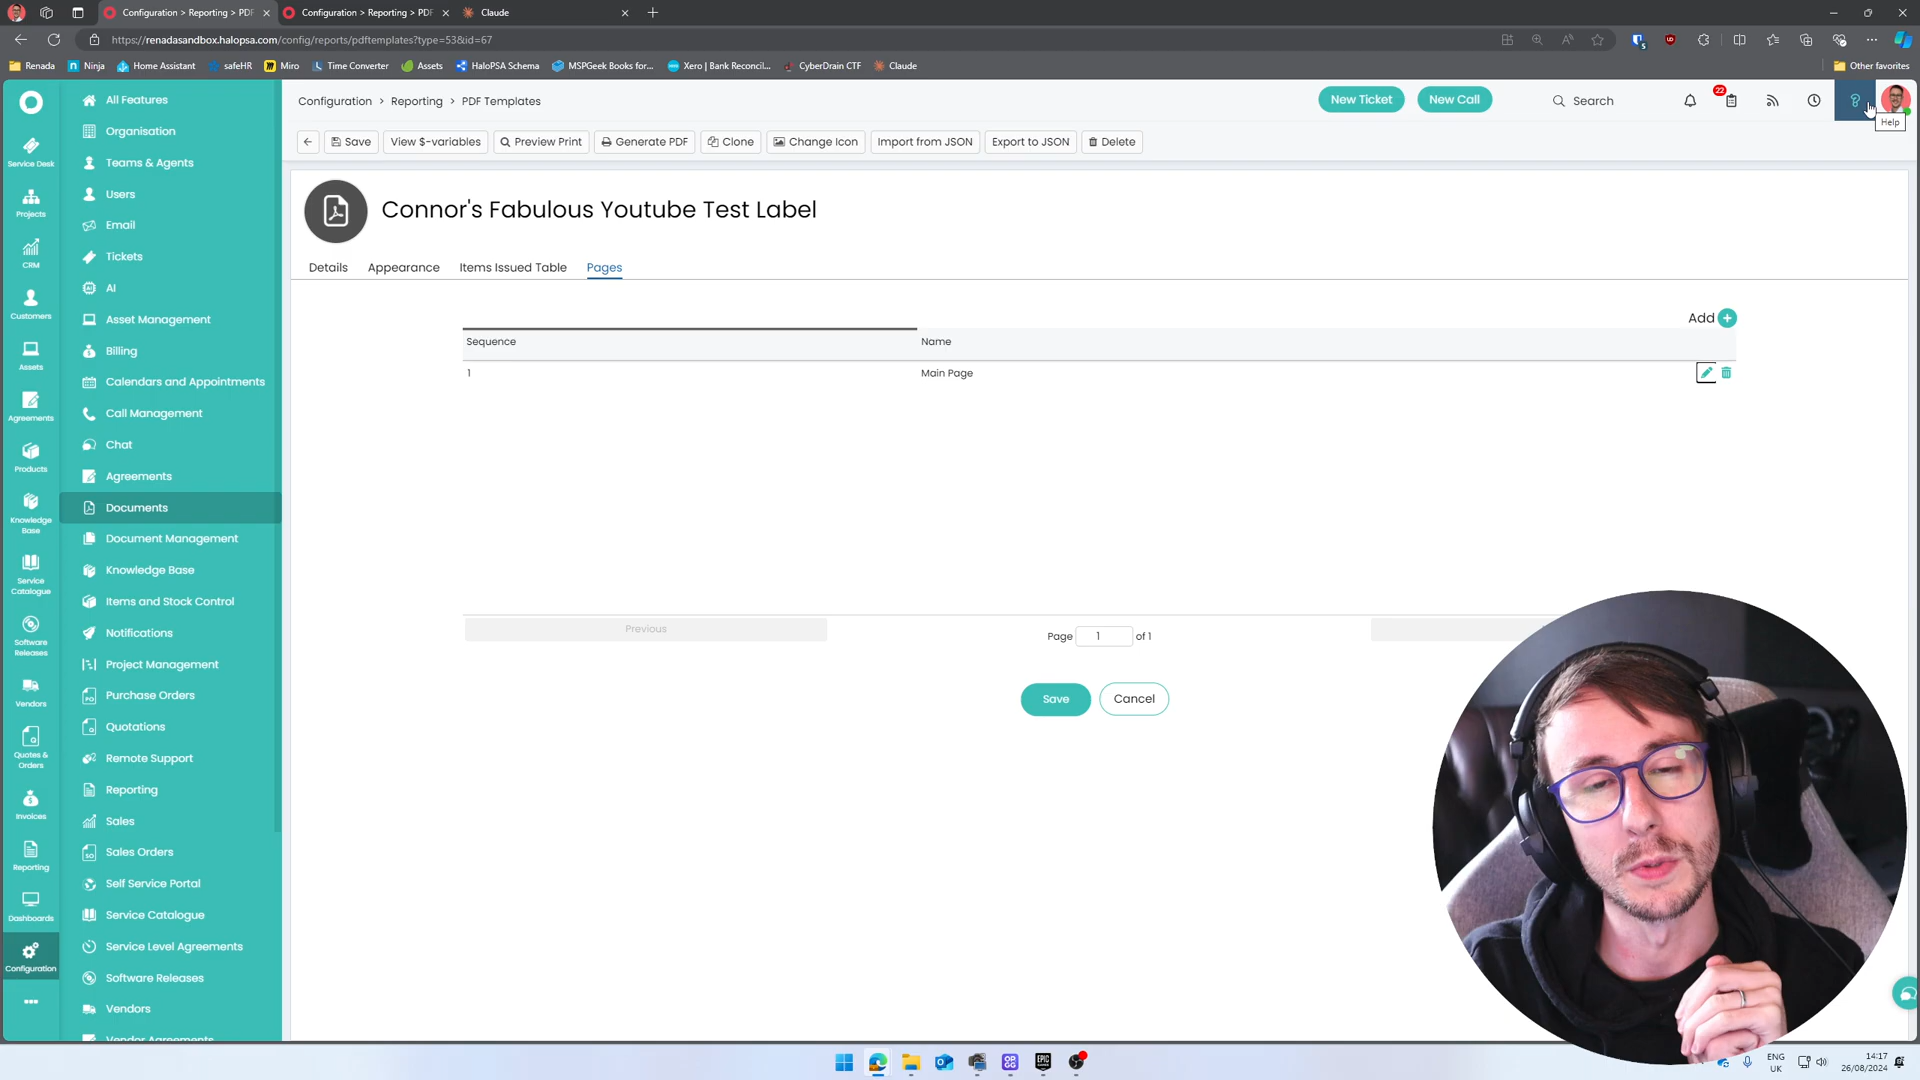 Configuration > Reporting > PDF
Configuration > Reporting > PDF
Claude
https://renadasandbox.halopsa.com/config/reports/pdftemplates?type=53&id=67
Renada
Ninja
Home Assistant
safeHR
Miro
Time Converter
Assets
HaloPSA Schema
MSPGeek Books for...
Xero | Bank Reconcil...
CyberDrain CTF
Claude
Other favorites
Configuration > Reporting > PDF Templates
New Ticket
New Call
Search
22
Help
Save
View $-variables
Preview Print
Generate PDF
Clone
Change Icon
Import from JSON
Export to JSON
Delete
Connor's Fabulous Youtube Test Label
Details
Appearance
Items Issued Table
Pages
Add
Sequence
Name
1
Main Page
Previous
Page 1 of 1
Save
Cancel
Service Desk
Projects
CRM
Customers
Assets
Agreements
Products
Knowledge
Base
Service
Catalogue
Software
Releases
Vendors
Quotes &
Orders
Invoices
Reporting
Dashboards
Configuration
All Features
Organisation
Teams & Agents
Users
Email
Tickets
AI
Asset Management
Billing
Calendars and Appointments
Call Management
Chat
Agreements
Documents
Document Management
Knowledge Base
Items and Stock Control
Notifications
Project Management
Purchase Orders
Quotations
Remote Support
Reporting
Sales
Sales Orders
Self Service Portal
Service Catalogue
Service Level Agreements
Software Releases
Vendors
Vendor Agreements
ENG
UK
14:17
26/08/2024